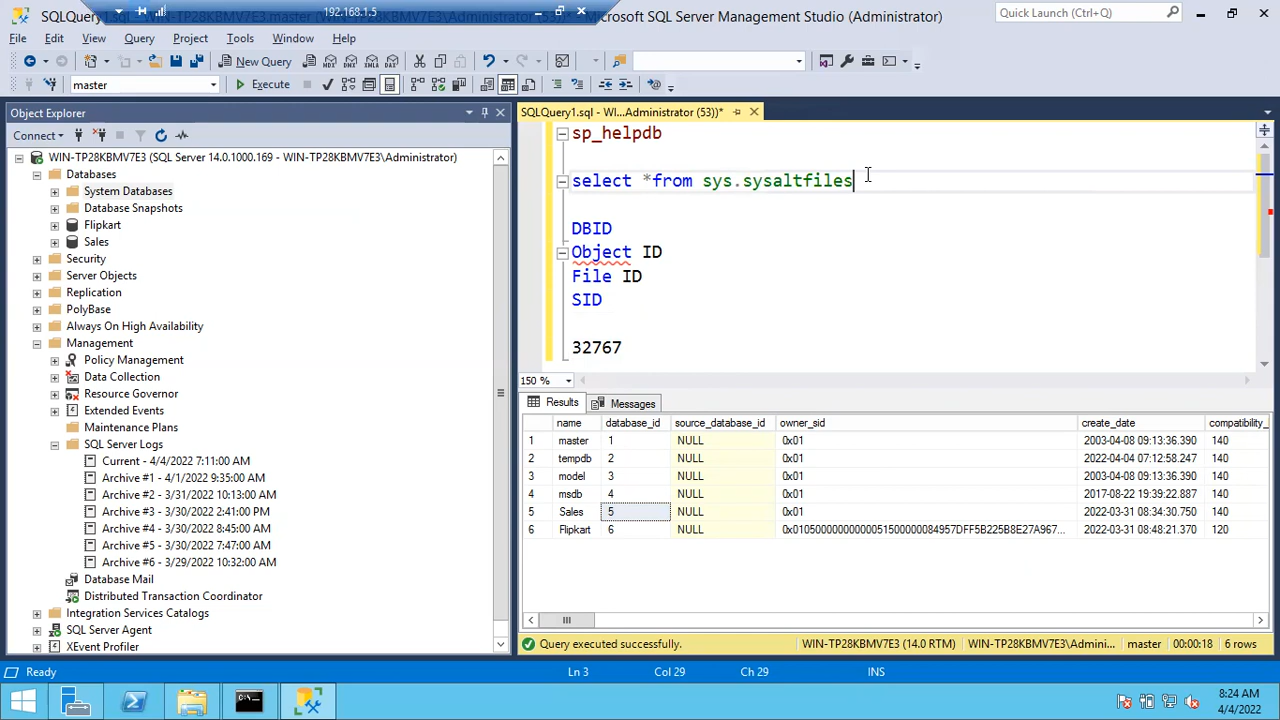 SQLQuery1.sql - WIN-TP28KBMV7E3.master (WIN-TP28KBMV7E3\Administrator (53))* - Microsoft SQL Server Management Studio (Administrator)
192.168.1.5
Quick Launch (Ctrl+Q)
File Edit View Query Project Tools Window Help
New Query
MDX DMX XMLA DAX
master
Execute
Object Explorer
Connect
WIN-TP28KBMV7E3 (SQL Server 14.0.1000.169 - WIN-TP28KBMV7E3\Administrator)
Databases
System Databases
Database Snapshots
Flipkart
Sales
Security
Server Objects
Replication
PolyBase
Always On High Availability
Management
Policy Management
Data Collection
Resource Governor
Extended Events
Maintenance Plans
SQL Server Logs
Current - 4/4/2022 7:11:00 AM
Archive #1 - 4/1/2022 9:35:00 AM
Archive #2 - 3/31/2022 10:13:00 AM
Archive #3 - 3/30/2022 2:41:00 PM
Archive #4 - 3/30/2022 8:45:00 AM
Archive #5 - 3/30/2022 7:47:00 AM
Archive #6 - 3/29/2022 10:32:00 AM
Database Mail
Distributed Transaction Coordinator
Integration Services Catalogs
SQL Server Agent
XEvent Profiler
SQLQuery1.sql - WI...Administrator (53))*
sp_helpdb
select *from sys.sysaltfiles
DBID
Object ID
File ID
SID
32767
150 %
Results Messages
name database_id source_database_id owner_sid create_date compatibility_
1 master 1 NULL 0x01 2003-04-08 09:13:36.390 140
2 tempdb 2 NULL 0x01 2022-04-04 07:12:58.247 140
3 model 3 NULL 0x01 2003-04-08 09:13:36.390 140
4 msdb 4 NULL 0x01 2017-08-22 19:39:22.887 140
5 Sales 5 NULL 0x01 2022-03-31 08:34:30.750 140
6 Flipkart 6 NULL 2022-03-31 08:48:21.370 120
Query executed successfully. WIN-TP28KBMV7E3 (14.0 RTM) WIN-TP28KBMV7E3\Admini... master 00:00:18 6 rows
Ready Ln 3 Col 29 Ch 29 INS
8:24 AM
4/4/2022